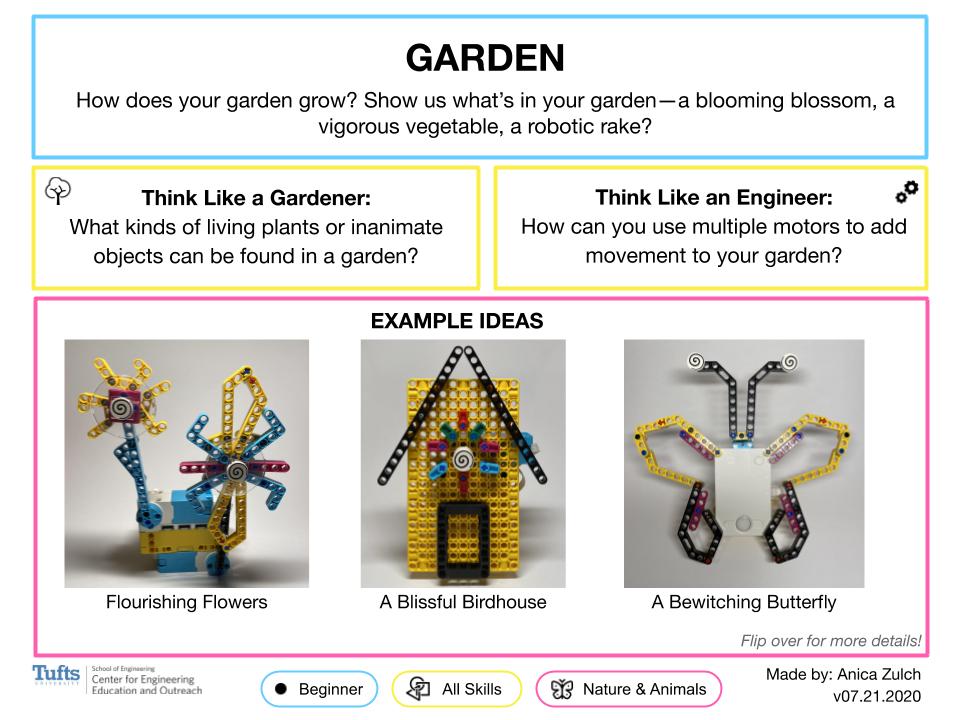 GARDEN
How does your garden grow? Show us what's in your garden—a blooming blossom, a
vigorous vegetable, a robotic rake?
Think Like a Gardener:
What kinds of living plants or inanimate
objects can be found in a garden?
Think Like an Engineer:
How can you use multiple motors to add
movement to your garden?
EXAMPLE IDEAS
Flourishing Flowers
A Blissful Birdhouse
A Bewitching Butterfly
Flip over for more details!
Tufts
UNIVERSITY
School of Engineering
Center for Engineering
Education and Outreach
Beginner
All Skills
Nature & Animals
Made by: Anica Zulch
v07.21.2020